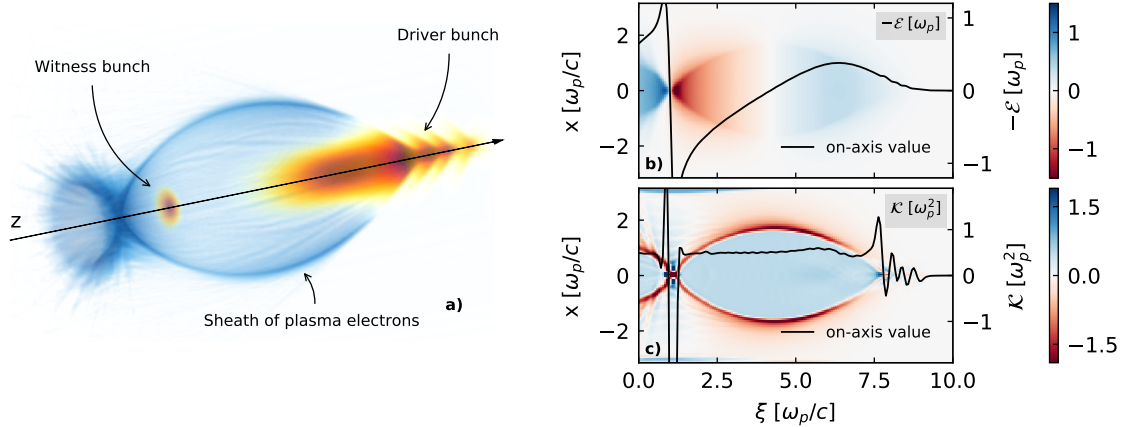 Driver bunch
Witness bunch
z
Sheath of plasma electrons
a)
x [ω_p/c]
2
0
−2
−ℰ [ω_p]
on-axis value
b)
1
0
−1
−ℰ [ω_p]
1
0
−1
x [ω_p/c]
2
0
−2
𝒦 [ω_p^2]
on-axis value
c)
1
0
−1
𝒦 [ω_p^2]
1.5
0.0
−1.5
0.0 2.5 5.0 7.5 10.0
ξ [ω_p/c]